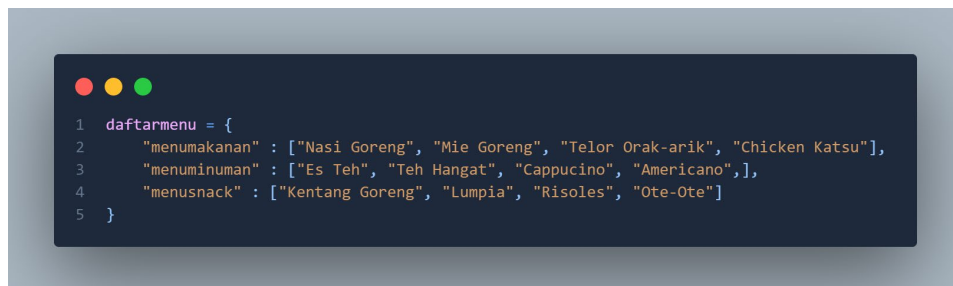 1 daftarmenu = {
2     "menumakanan" : ["Nasi Goreng", "Mie Goreng", "Telor Orak-arik", "Chicken Katsu"],
3     "menuminuman" : ["Es Teh", "Teh Hangat", "Cappucino", "Americano",],
4     "menusnack" : ["Kentang Goreng", "Lumpia", "Risoles", "Ote-Ote"]
5 }